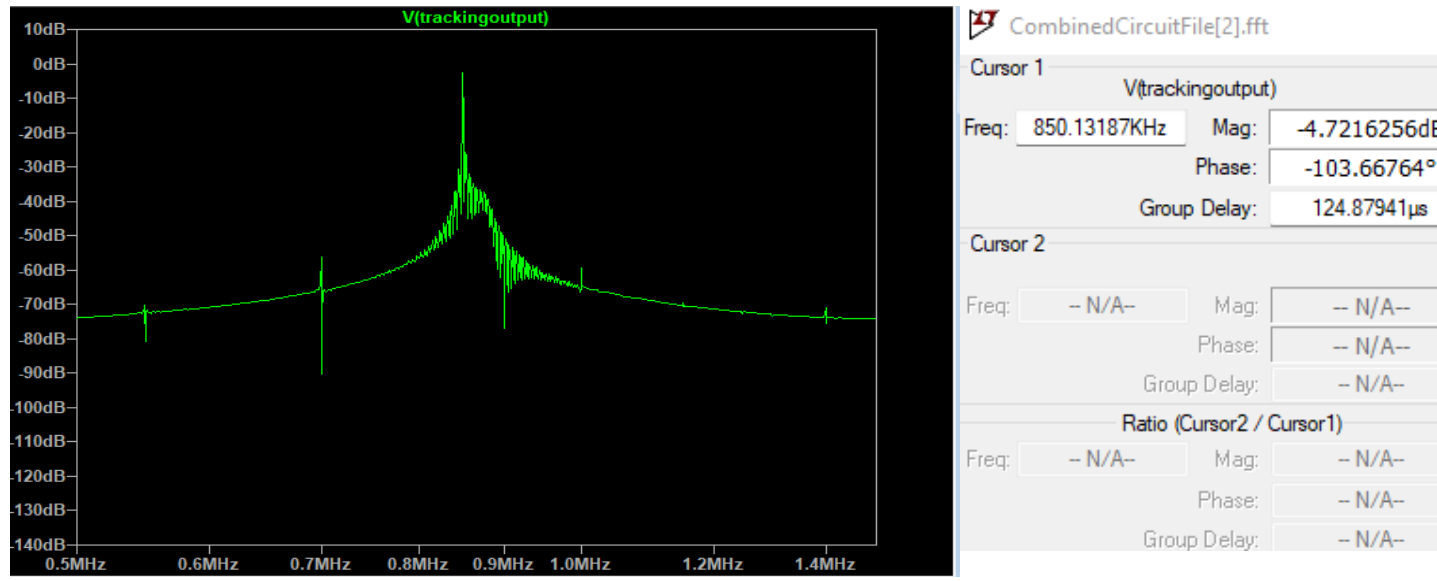 V(trackingoutput)
10dB
0dB
-10dB
-20dB
-30dB
-40dB
-50dB
-60dB
-70dB
-80dB
-90dB
-100dB
-110dB
-120dB
-130dB
-140dB
0.5MHz 0.6MHz 0.7MHz 0.8MHz 0.9MHz 1.0MHz 1.2MHz 1.4MHz
CombinedCircuitFile[2].fft
Cursor 1
V(trackingoutput)
Freq: 850.13187KHz Mag: -4.7216256dB
Phase: -103.66764°
Group Delay: 124.87941µs
Cursor 2
Freq: -- N/A-- Mag: -- N/A--
Phase: -- N/A--
Group Delay: -- N/A--
Ratio (Cursor2 / Cursor1)
Freq: -- N/A-- Mag: -- N/A--
Phase: -- N/A--
Group Delay: -- N/A--